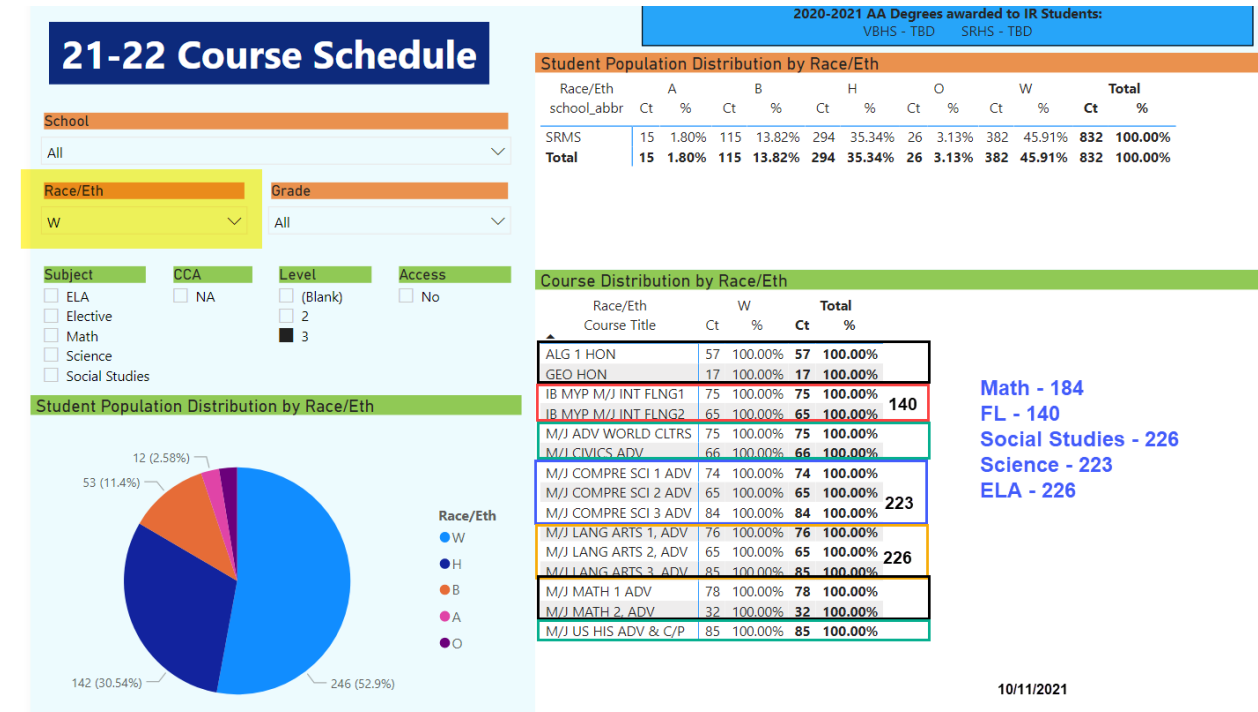 2020-2021 AA Degrees awarded to IR Students:
VBHS - TBD SRHS - TBD
21-22 Course Schedule
School
All
Race/Eth
W
Grade
All
Subject
ELA
Elective
Math
Science
Social Studies
CCA
NA
Level
(Blank)
2
3
Access
No
Student Population Distribution by Race/Eth
12 (2.58%)
53 (11.4%)
142 (30.54%)
246 (52.9%)
Race/Eth
W
H
B
A
O
Student Population Distribution by Race/Eth
Race/Eth A B H O W Total
school_abbr Ct % Ct % Ct % Ct % Ct % Ct %
SRMS 15 1.80% 115 13.82% 294 35.34% 26 3.13% 382 45.91% 832 100.00%
Total 15 1.80% 115 13.82% 294 35.34% 26 3.13% 382 45.91% 832 100.00%
Course Distribution by Race/Eth
Race/Eth W Total
Course Title Ct % Ct %
ALG 1 HON 57 100.00% 57 100.00%
GEO HON 17 100.00% 17 100.00%
IB MYP M/J INT FLNG1 75 100.00% 75 100.00%
140
IB MYP M/J INT FLNG2 65 100.00% 65 100.00%
M/J ADV WORLD CLTRS 75 100.00% 75 100.00%
M/J CIVICS ADV 66 100.00% 66 100.00%
M/J COMPRE SCI 1 ADV 74 100.00% 74 100.00%
M/J COMPRE SCI 2 ADV 65 100.00% 65 100.00%
223
M/J COMPRE SCI 3 ADV 84 100.00% 84 100.00%
M/J LANG ARTS 1, ADV 76 100.00% 76 100.00%
M/J LANG ARTS 2, ADV 65 100.00% 65 100.00%
226
M/J LANG ARTS 3, ADV 85 100.00% 85 100.00%
M/J MATH 1 ADV 78 100.00% 78 100.00%
M/J MATH 2, ADV 32 100.00% 32 100.00%
M/J US HIS ADV & C/P 85 100.00% 85 100.00%
Math - 184
FL - 140
Social Studies - 226
Science - 223
ELA - 226
10/11/2021